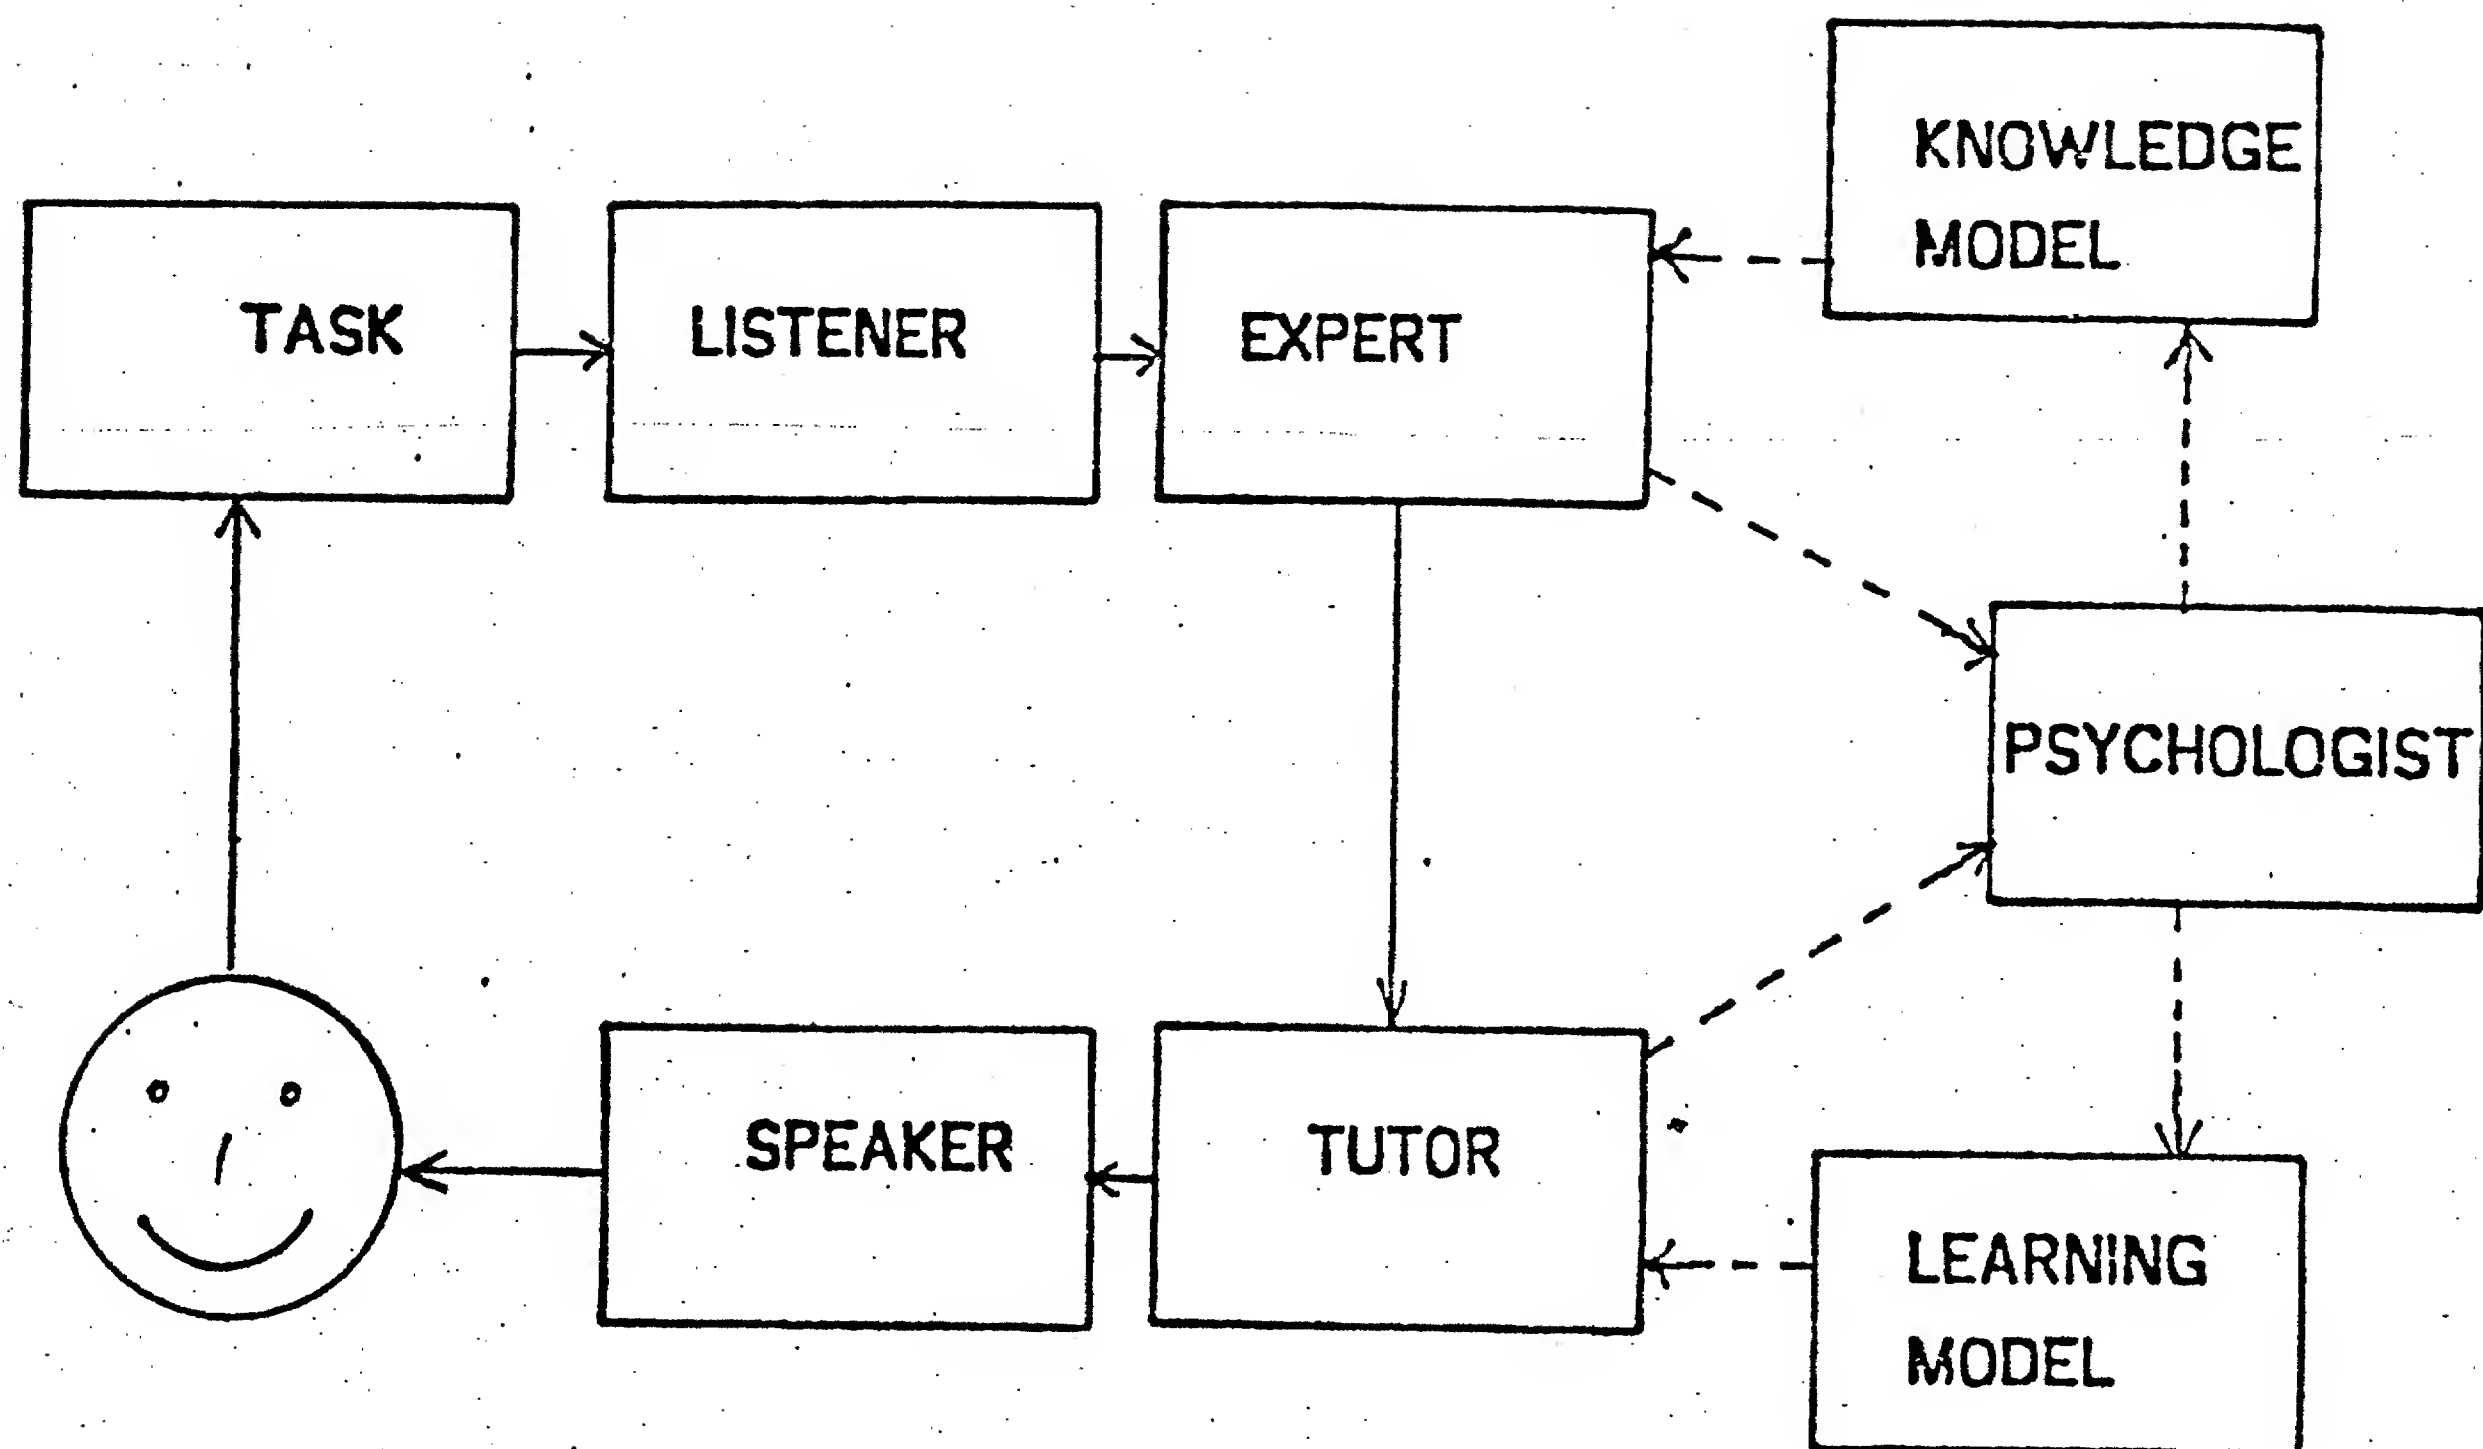 KNOWLEDGE
MODEL
TASK
LISTENER
EXPERT
PSYCHOLOGIST
SPEAKER
TUTOR
LEARNING
MODEL